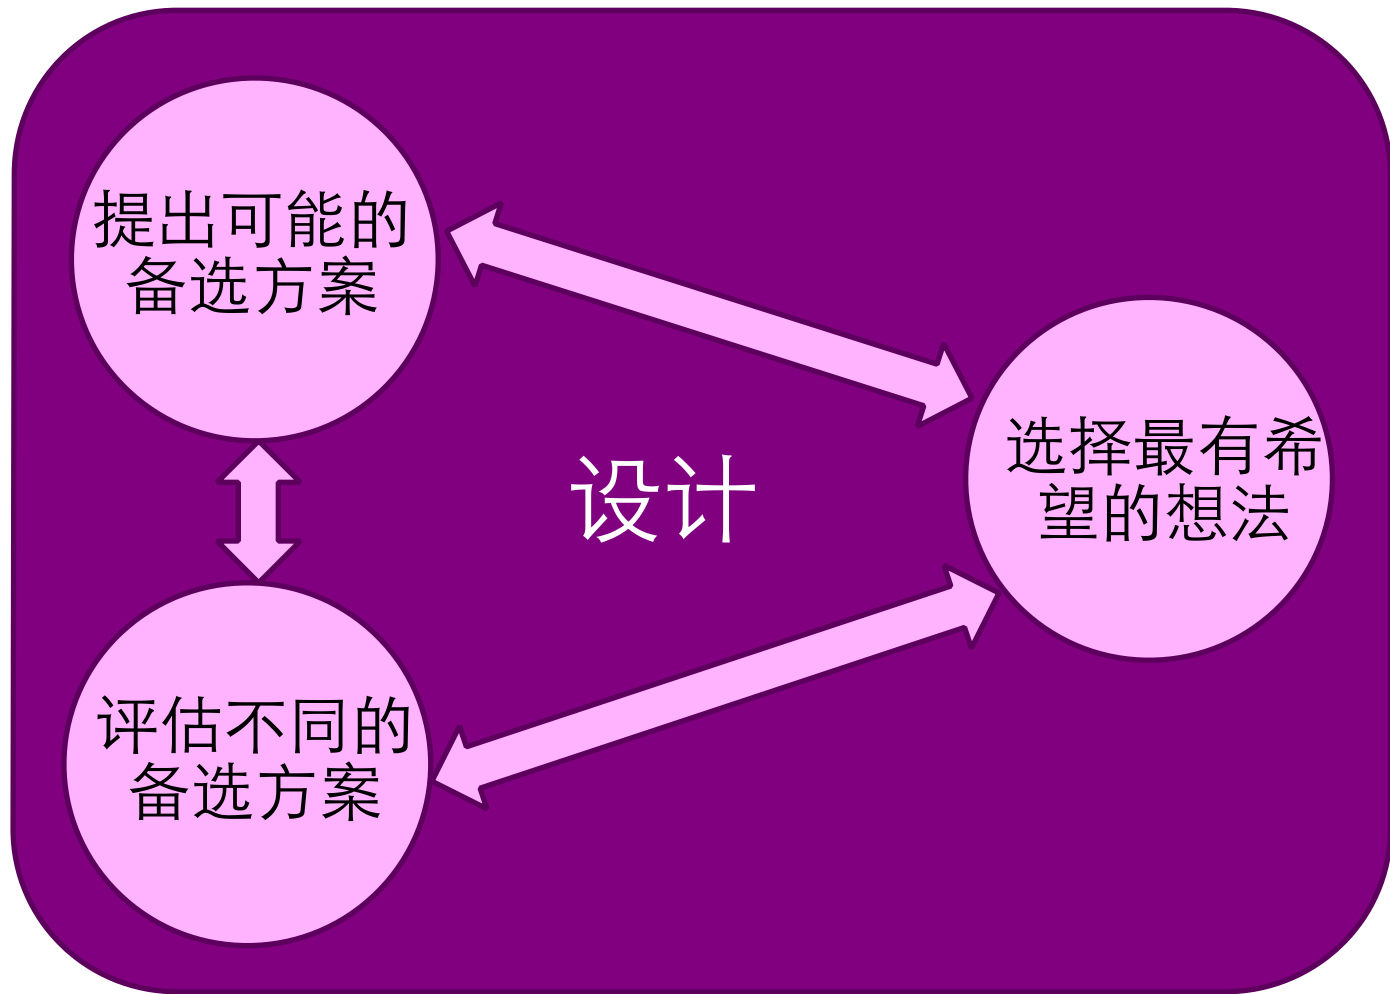 提出可能的
备选方案
设计
选择最有希
望的想法
评估不同的
备选方案